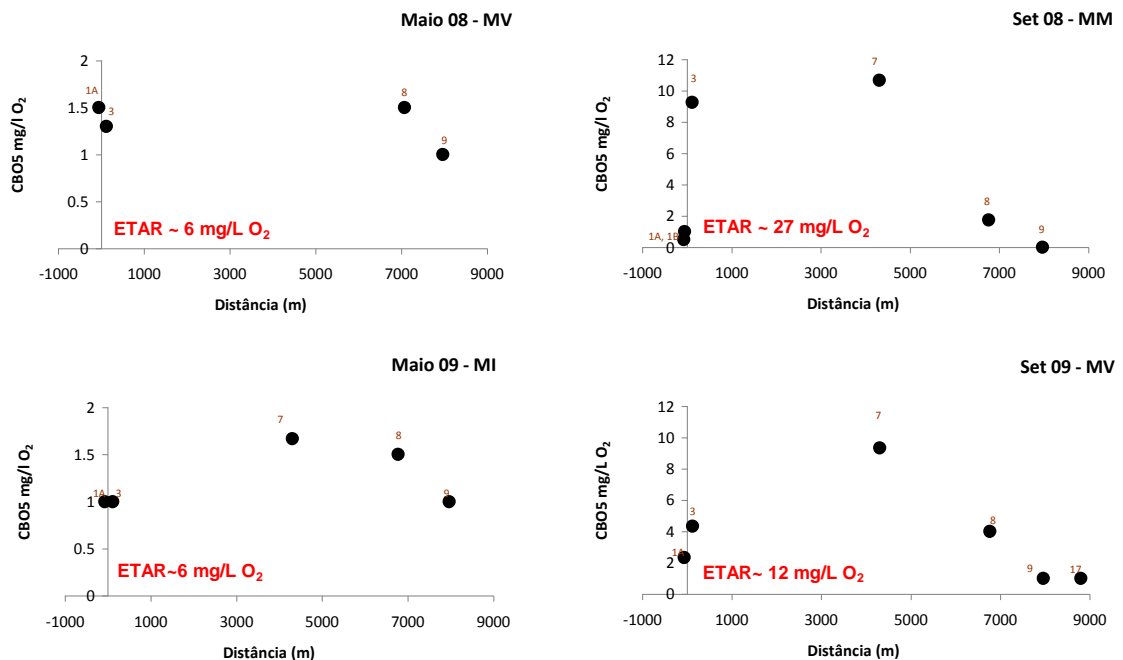 Maio 08 - MV
CBO5 mg/l O2
2
1.5
1
0.5
0
1A
3
8
9
ETAR ~ 6 mg/L O2
-1000 1000 3000 5000 7000 9000
Distância (m)
Set 08 - MM
CBO5 mg/l O2
12
10
8
6
4
2
0
3
7
1A, 1B
8
9
ETAR ~ 27 mg/L O2
-1000 1000 3000 5000 7000 9000
Distância (m)
Maio 09 - MI
CBO5 mg/l O2
2
1.5
1
0.5
0
1A
3
7
8
9
ETAR~6 mg/L O2
-1000 1000 3000 5000 7000 9000
Distância (m)
Set 09 - MV
CBO5 mg/L O2
12
10
8
6
4
2
0
1A
3
7
8
9
17
ETAR~ 12 mg/L O2
-1000 1000 3000 5000 7000 9000
Distância (m)